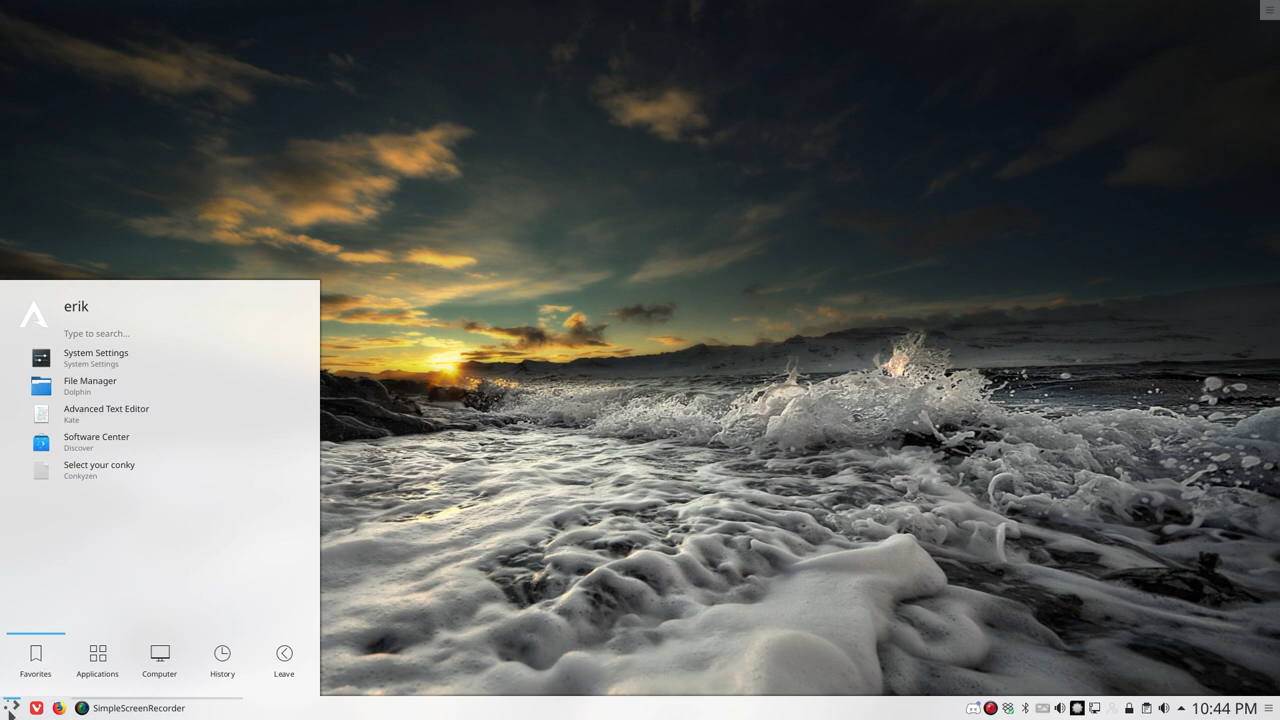 erik
Type to search...
System Settings
System Settings
File Manager
Dolphin
Advanced Text Editor
Kate
Software Center
Discover
Select your conky
Conkyzen
Favorites
Applications
Computer
History
Leave
SimpleScreenRecorder
10:44 PM